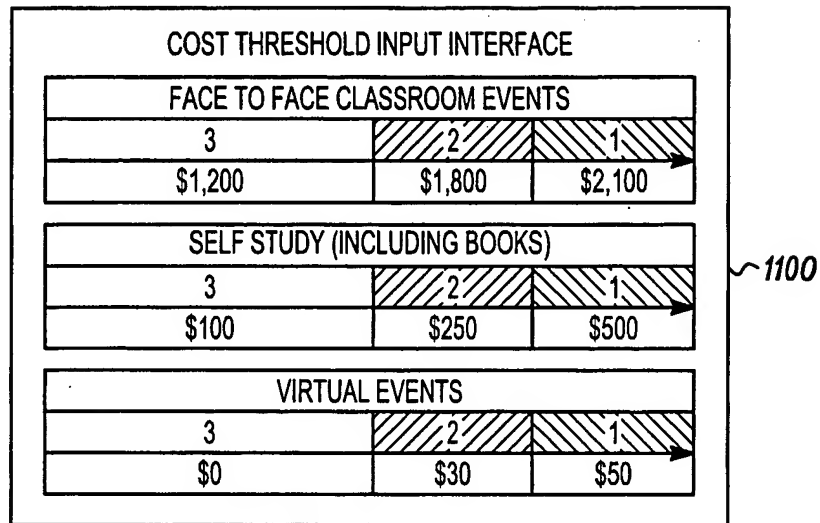 COST THRESHOLD INPUT INTERFACE
FACE TO FACE CLASSROOM EVENTS
3 2 1
$1,200 $1,800 $2,100
SELF STUDY (INCLUDING BOOKS)
3 2 1
$100 $250 $500
1100
VIRTUAL EVENTS
3 2 1
$0 $30 $50